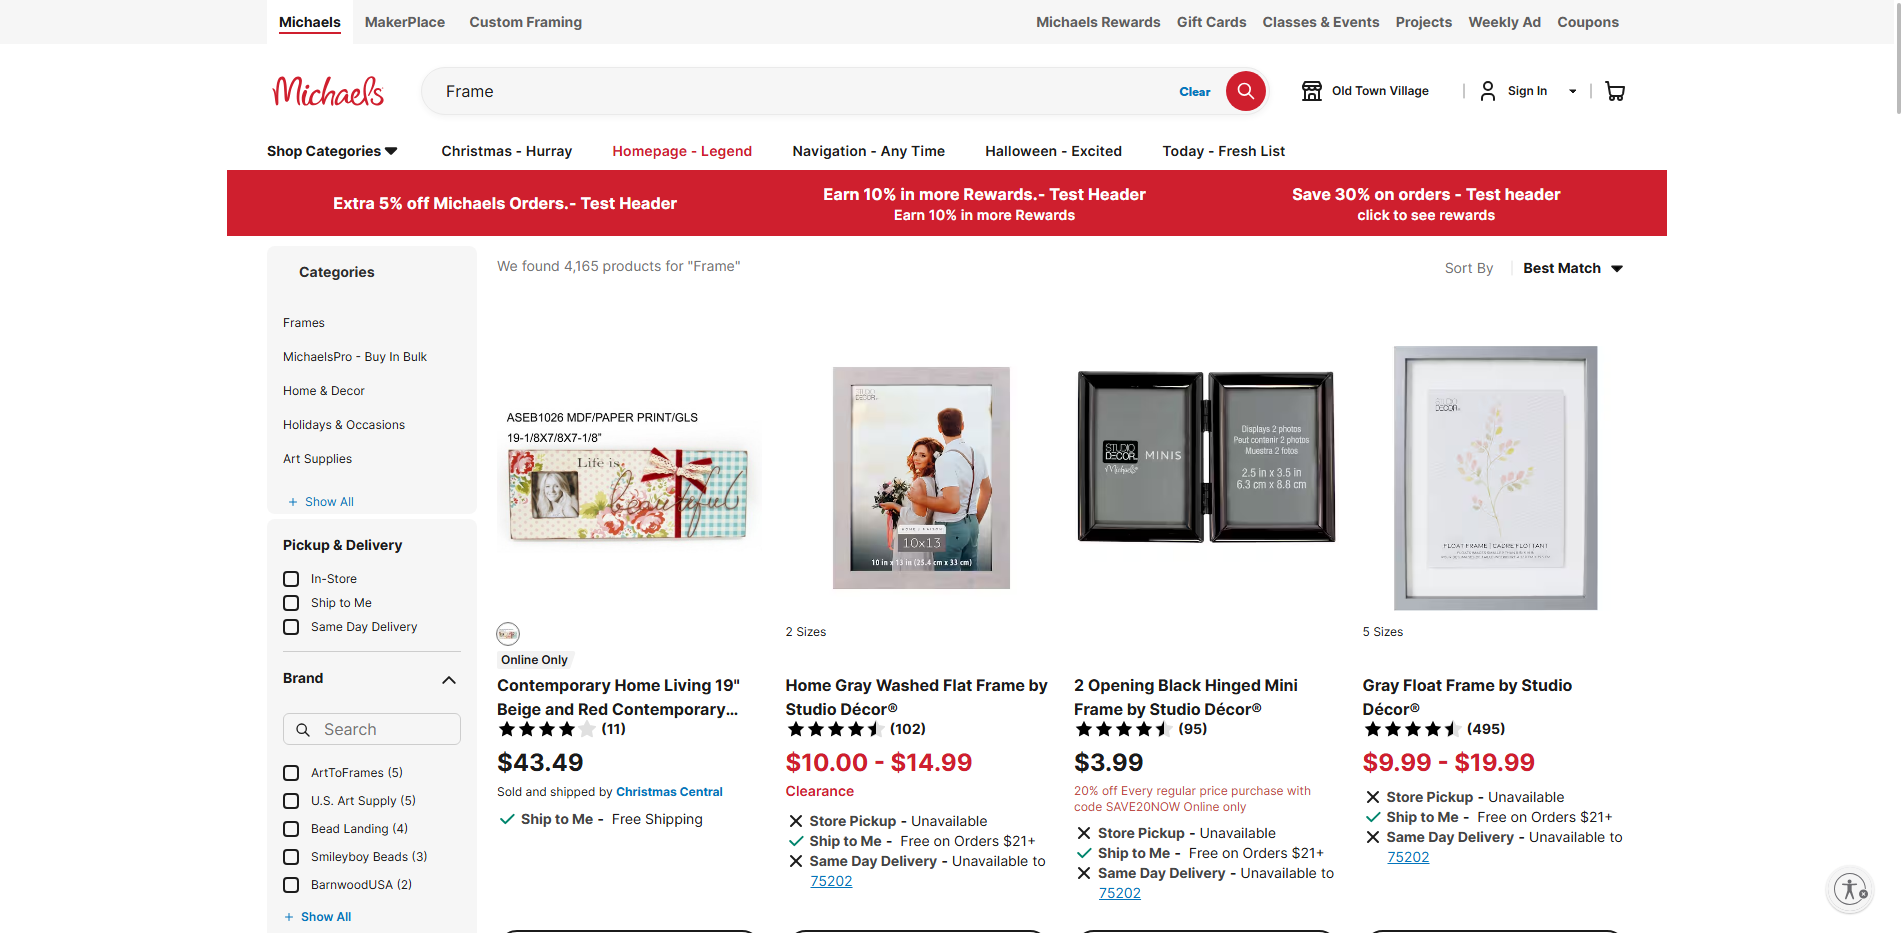 Michaels
MakerPlace
Custom Framing
Michaels Rewards
Gift Cards
Classes & Events
Projects
Weekly Ad
Coupons
Michaels
Frame
Clear
Old Town Village
Sign In
Shop Categories
Christmas - Hurray
Homepage - Legend
Navigation - Any Time
Halloween - Excited
Today - Fresh List
Extra 5% off Michaels Orders.- Test Header
Earn 10% in more Rewards.- Test Header
Earn 10% in more Rewards
Save 30% on orders - Test header
click to see rewards
Categories
Frames
MichaelsPro - Buy In Bulk
Home & Decor
Holidays & Occasions
Art Supplies
+ Show All
Pickup & Delivery
In-Store
Ship to Me
Same Day Delivery
Brand
Search
ArtToFrames (5)
U.S. Art Supply (5)
Bead Landing (4)
Smileyboy Beads (3)
BarnwoodUSA (2)
+ Show All
We found 4,165 products for "Frame"
Sort By
Best Match
ASEB1026 MDF/PAPER PRINT/GLS
19-1/8X7/8X7-1/8"
Life is
beautiful
Online Only
Contemporary Home Living 19"
Beige and Red Contemporary...
(11)
$43.49
Sold and shipped by Christmas Central
Ship to Me - Free Shipping
STUDIO
DECOR
10x13
10 in x 13 in (25.4 cm x 33 cm)
2 Sizes
Home Gray Washed Flat Frame by
Studio Décor®
(102)
$10.00 - $14.99
Clearance
Store Pickup - Unavailable
Ship to Me - Free on Orders $21+
Same Day Delivery - Unavailable to
75202
STUDIO
DECOR
Michaels
MINIS
Displays 2 photos
Peut contenir 2 photos
Muestra 2 fotos
2.5 in x 3.5 in
6.3 cm x 8.8 cm
2 Opening Black Hinged Mini
Frame by Studio Décor®
(95)
$3.99
20% off Every regular price purchase with
code SAVE20NOW Online only
Store Pickup - Unavailable
Ship to Me - Free on Orders $21+
Same Day Delivery - Unavailable to
75202
STUDIO
DECOR
FLOAT FRAME | CADRE FLOTTANT
5 Sizes
Gray Float Frame by Studio
Décor®
(495)
$9.99 - $19.99
Store Pickup - Unavailable
Ship to Me - Free on Orders $21+
Same Day Delivery - Unavailable to
75202